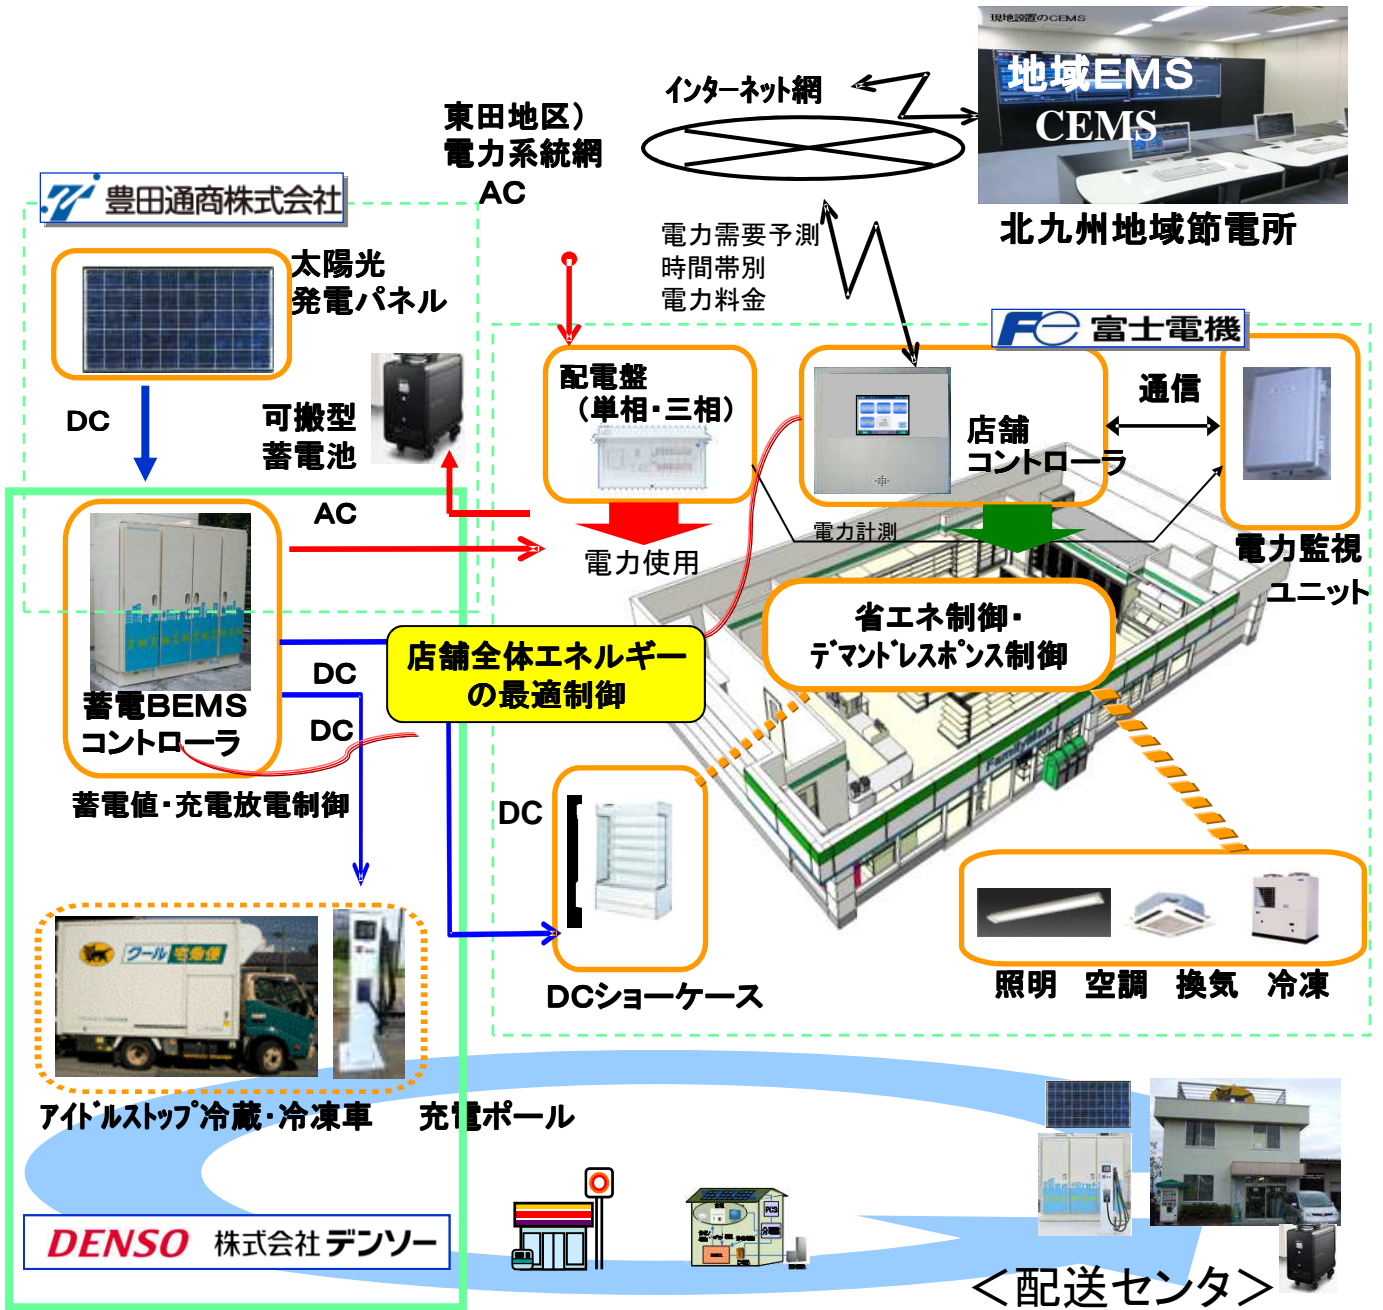 現地設置のCEMS
地域EMS
CEMS
北九州地域節電所
インターネット網
東田地区）
電力系統網
AC
豊田通商株式会社
太陽光
発電パネル
電力需要予測
時間帯別
電力料金
Fe 富士電機
DC
可搬型
蓄電池
配電盤
（単相・三相）
店舗
コントローラ
通信
AC
電力使用
電力計測
電力監視
ユニット
省エネ制御・
デマンドレスポンス制御
店舗全体エネルギー
の最適制御
DC
DC
蓄電BEMS
コントローラ
蓄電値・充電放電制御
DC
FamilyMart
DCショーケース
照明 空調 換気 冷凍
クール宅急便
アイドルストップ冷蔵・冷凍車
充電ポール
PCS
DENSO 株式会社デンソー
＜配送センタ＞